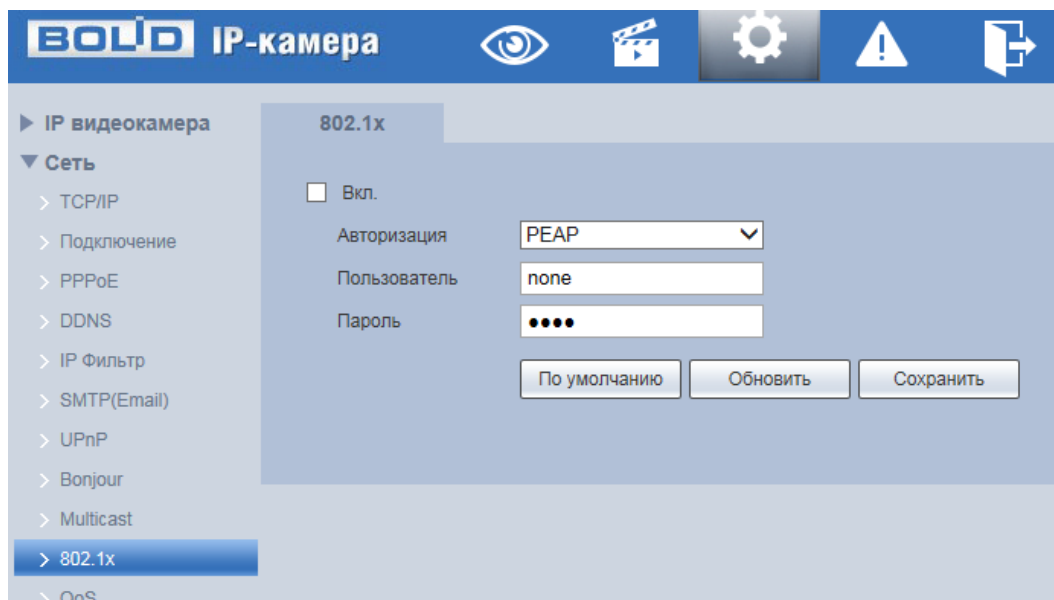 BOLID IP-камера
IP видеокамера
Сеть
TCP/IP
Подключение
PPPoE
DDNS
IP Фильтр
SMTP(Email)
UPnP
Bonjour
Multicast
802.1x
QoS
802.1x
Вкл.
Авторизация PEAP
Пользователь none
Пароль ●●●●
По умолчанию Обновить Сохранить